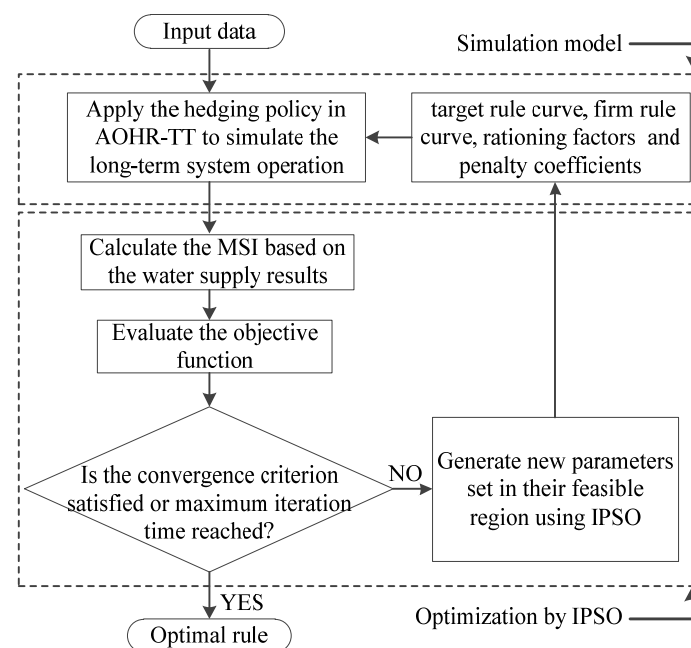 Input data
Simulation model
Apply the hedging policy in
AOHR-TT to simulate the
long-term system operation
target rule curve, firm rule
curve, rationing factors and
penalty coefficients
Calculate the MSI based on
the water supply results
Evaluate the objective
function
Is the convergence criterion
satisfied or maximum iteration
time reached?
NO
Generate new parameters
set in their feasible
region using IPSO
YES
Optimal rule
Optimization by IPSO